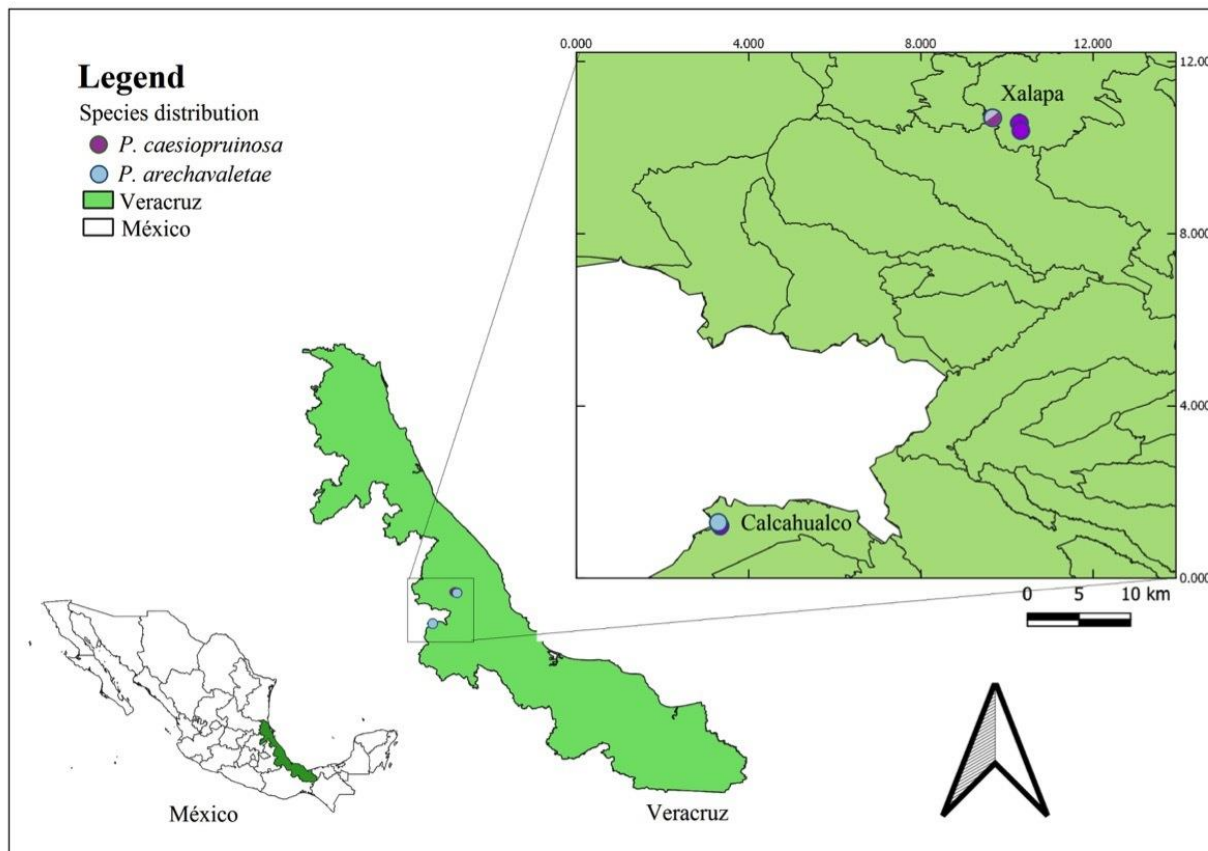 Legend
Species distribution
P. caesiopruinosa
P. arechavaletae
Veracruz
México
0.000 4.000 8.000 12.000
12.000
8.000
4.000
0.000
Xalapa
Calcahualco
0 5 10 km
México
Veracruz